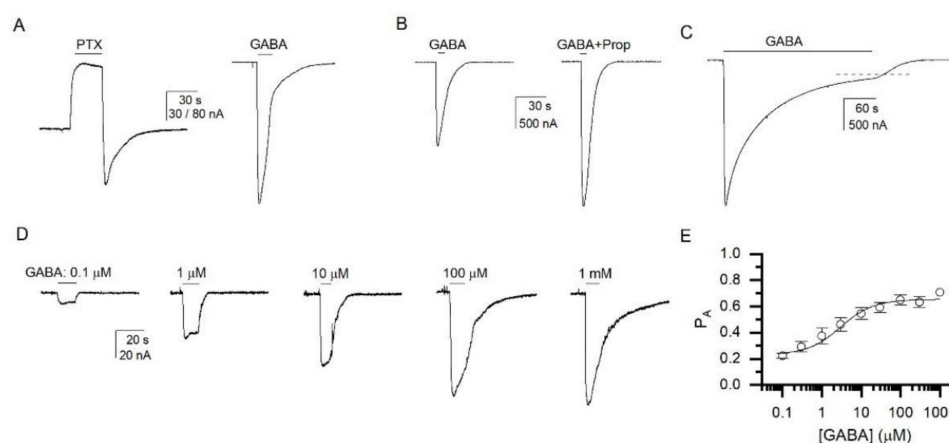 A
PTX
GABA
30 s
30 / 80 nA
B
GABA
GABA+Prop
30 s
500 nA
C
GABA
60 s
500 nA
D
GABA: 0.1 μM
1 μM
10 μM
100 μM
1 mM
20 s
20 nA
E
1.0
0.8
0.6
0.4
0.2
0.0
P_A
0.1 1 10 100 100
[GABA] (μM)